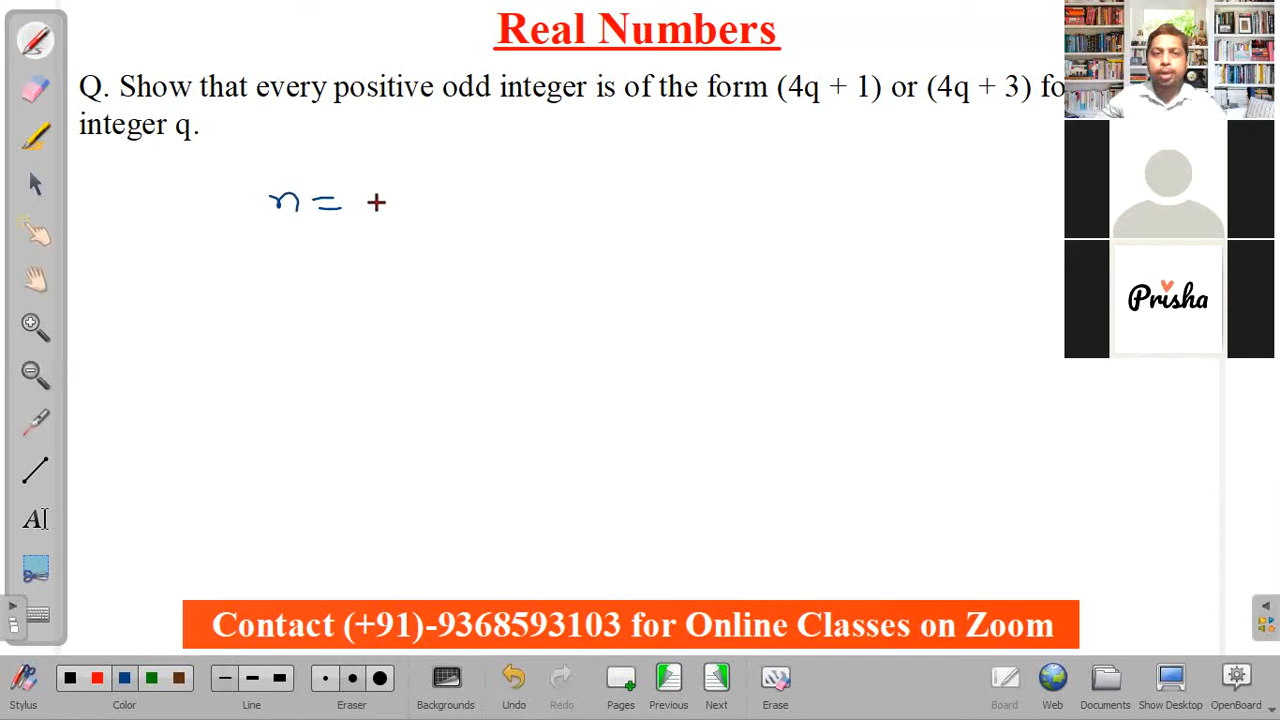 Real Numbers
Q. Show that every positive odd integer is of the form (4q + 1) or (4q + 3) fo
integer q.
n =
Prisha
A
Contact (+91)-9368593103 for Online Classes on Zoom
Stylus Color Line Eraser Backgrounds Undo Redo Pages Previous Next Erase Board Web Documents Show Desktop OpenBoard